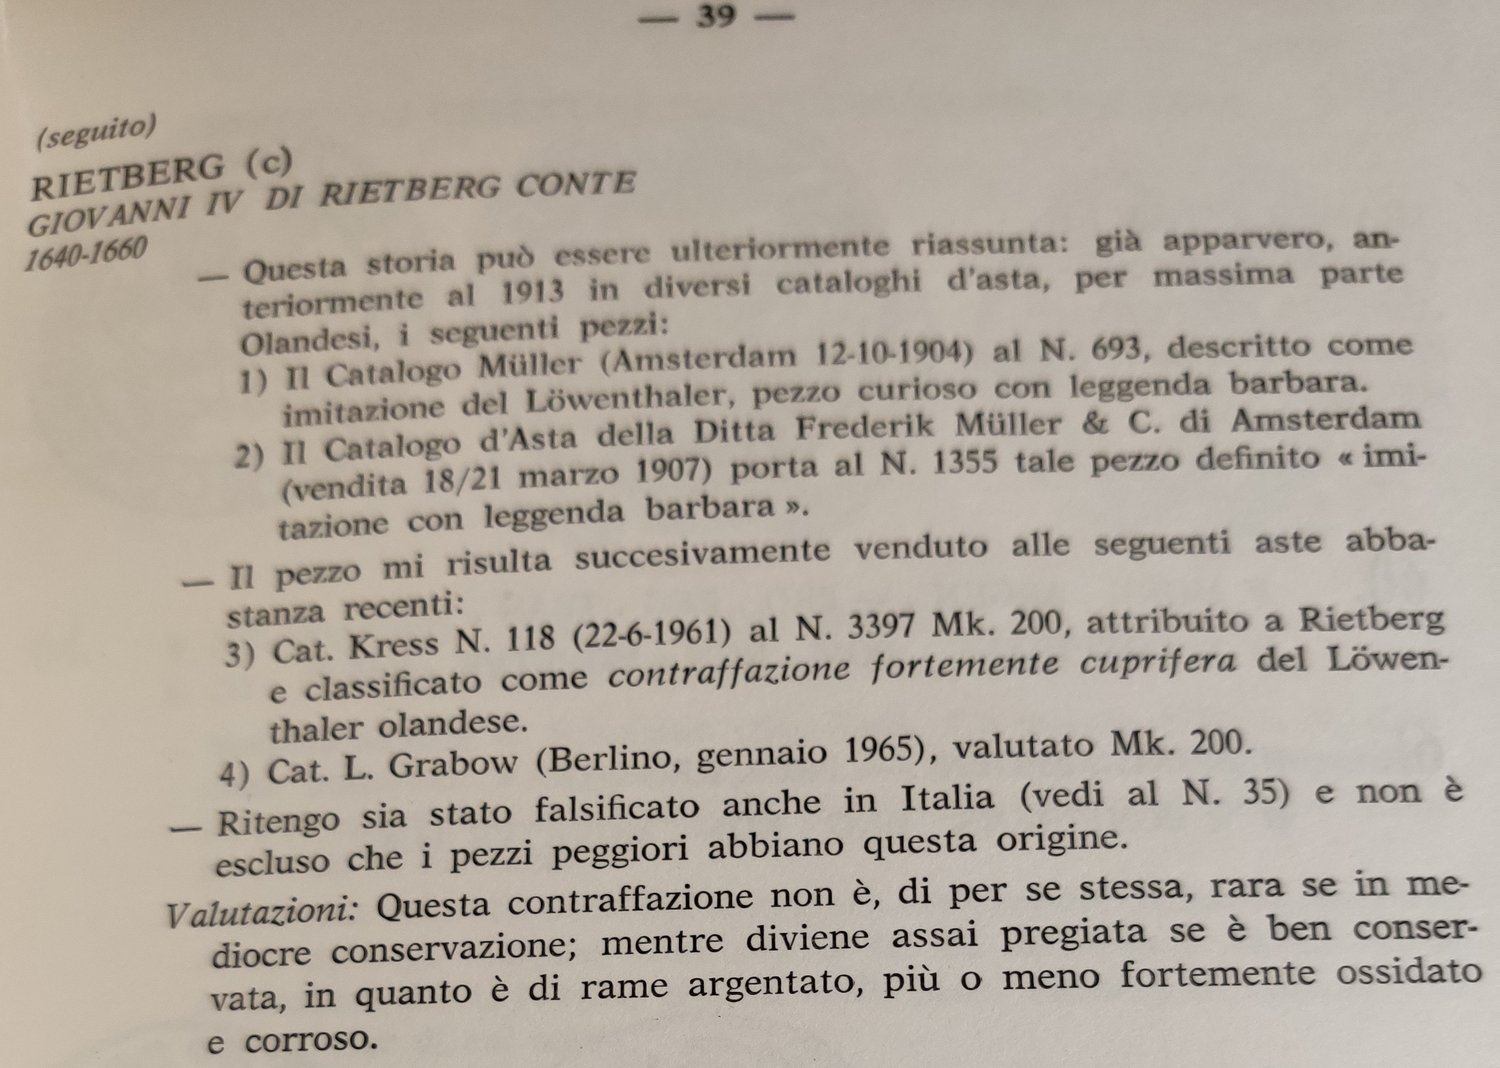 — 39 —
(seguito)
RIETBERG (c)
GIOVANNI IV DI RIETBERG CONTE
1640-1660
— Questa storia può essere ulteriormente riassunta: già apparvero, an-
teriormente al 1913 in diversi cataloghi d'asta, per massima parte
Olandesi, i seguenti pezzi:
1) Il Catalogo Müller (Amsterdam 12-10-1904) al N. 693, descritto come
imitazione del Löwenthaler, pezzo curioso con leggenda barbara.
2) Il Catalogo d'Asta della Ditta Frederik Müller & C. di Amsterdam
(vendita 18/21 marzo 1907) porta al N. 1355 tale pezzo definito « imi-
tazione con leggenda barbara ».
— Il pezzo mi risulta succesivamente venduto alle seguenti aste abba-
stanza recenti:
3) Cat. Kress N. 118 (22-6-1961) al N. 3397 Mk. 200, attribuito a Rietberg
e classificato come contraffazione fortemente cuprifera del Löwen-
thaler olandese.
4) Cat. L. Grabow (Berlino, gennaio 1965), valutato Mk. 200.
— Ritengo sia stato falsificato anche in Italia (vedi al N. 35) e non è
escluso che i pezzi peggiori abbiano questa origine.
Valutazioni: Questa contraffazione non è, di per se stessa, rara se in me-
diocre conservazione; mentre diviene assai pregiata se è ben conser-
vata, in quanto è di rame argentato, più o meno fortemente ossidato
e corroso.